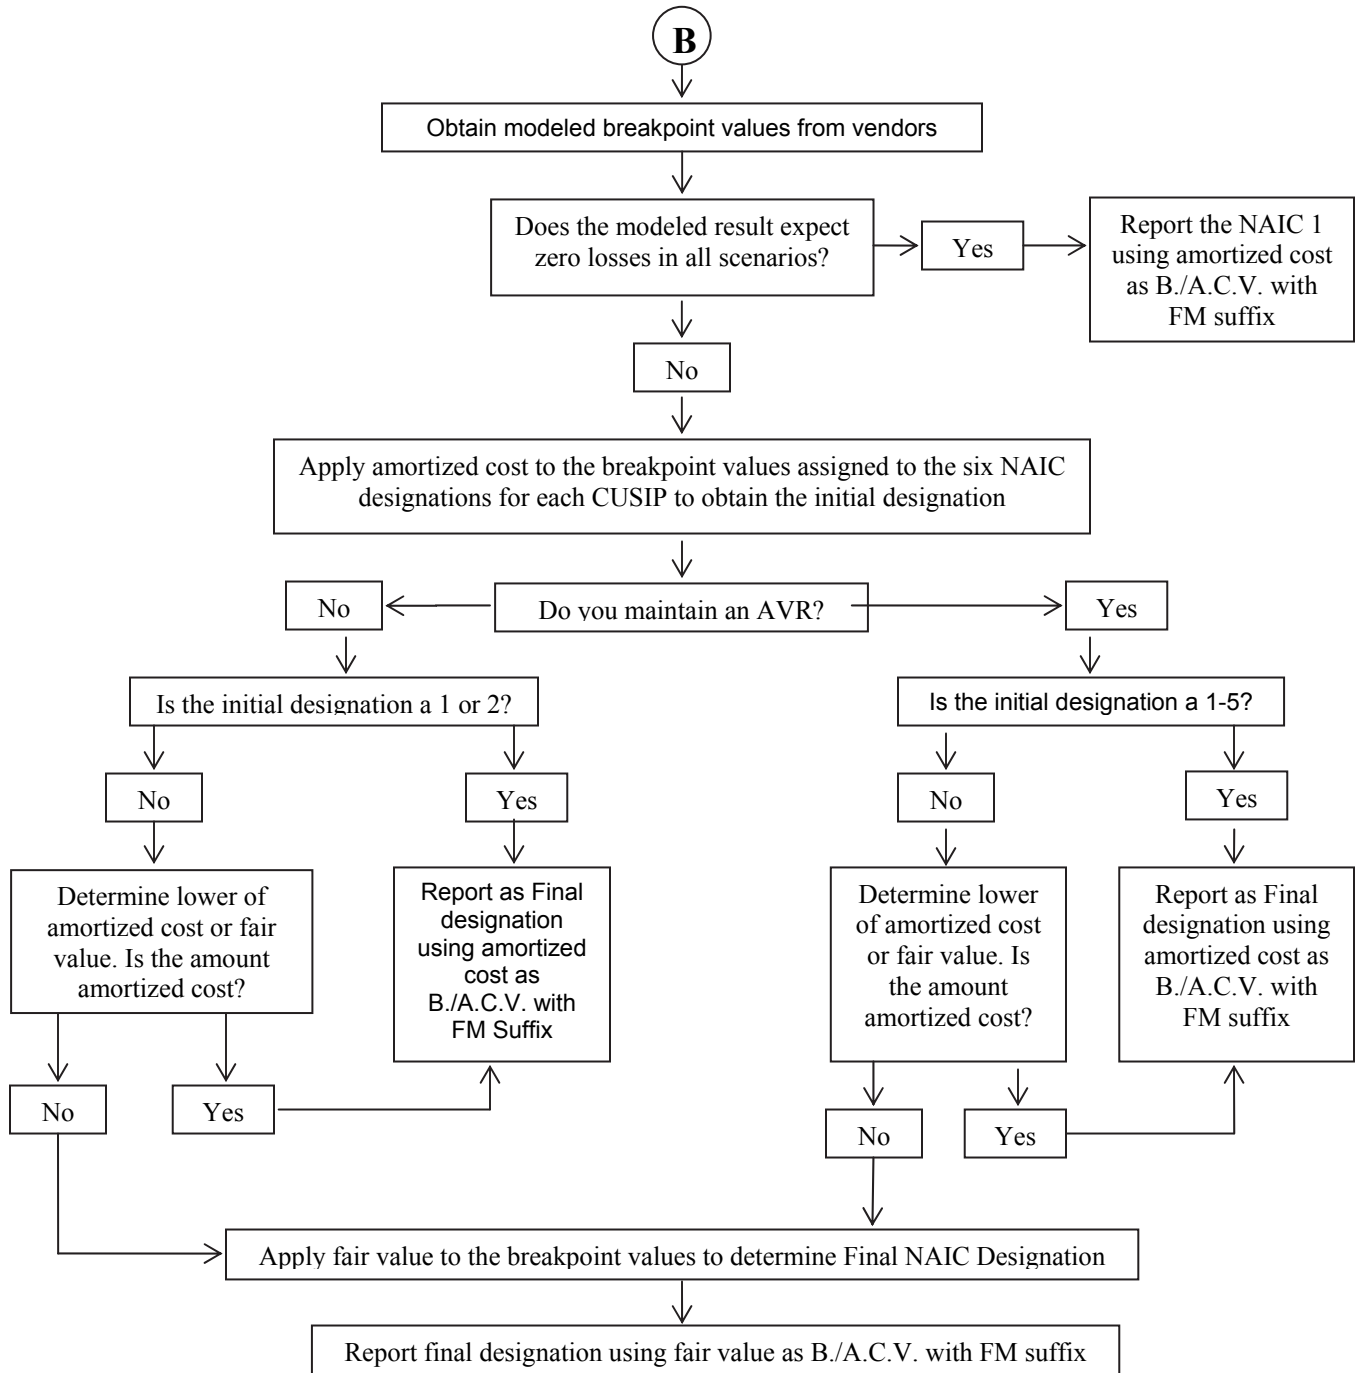 B
Obtain modeled breakpoint values from vendors
Does the modeled result expect
zero losses in all scenarios?
Yes
Report the NAIC 1
using amortized cost
as B./A.C.V. with
FM suffix
No
Apply amortized cost to the breakpoint values assigned to the six NAIC
designations for each CUSIP to obtain the initial designation
No
Do you maintain an AVR?
Yes
Is the initial designation a 1 or 2?
Is the initial designation a 1-5?
No
Yes
No
Yes
Determine lower of
amortized cost or fair
value. Is the amount
amortized cost?
Report as Final
designation
using amortized
cost as
B./A.C.V. with
FM Suffix
Determine lower
of amortized cost
or fair value. Is
the amount
amortized cost?
Report as Final
designation using
amortized cost as
B./A.C.V. with
FM suffix
No
Yes
No
Yes
Apply fair value to the breakpoint values to determine Final NAIC Designation
Report final designation using fair value as B./A.C.V. with FM suffix